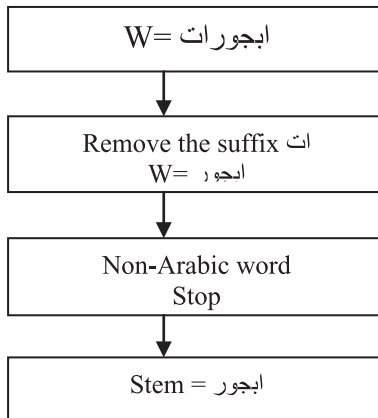 W= ابجورات
Remove the suffix ات
W= ابجور
Non-Arabic word
Stop
Stem = ابجور